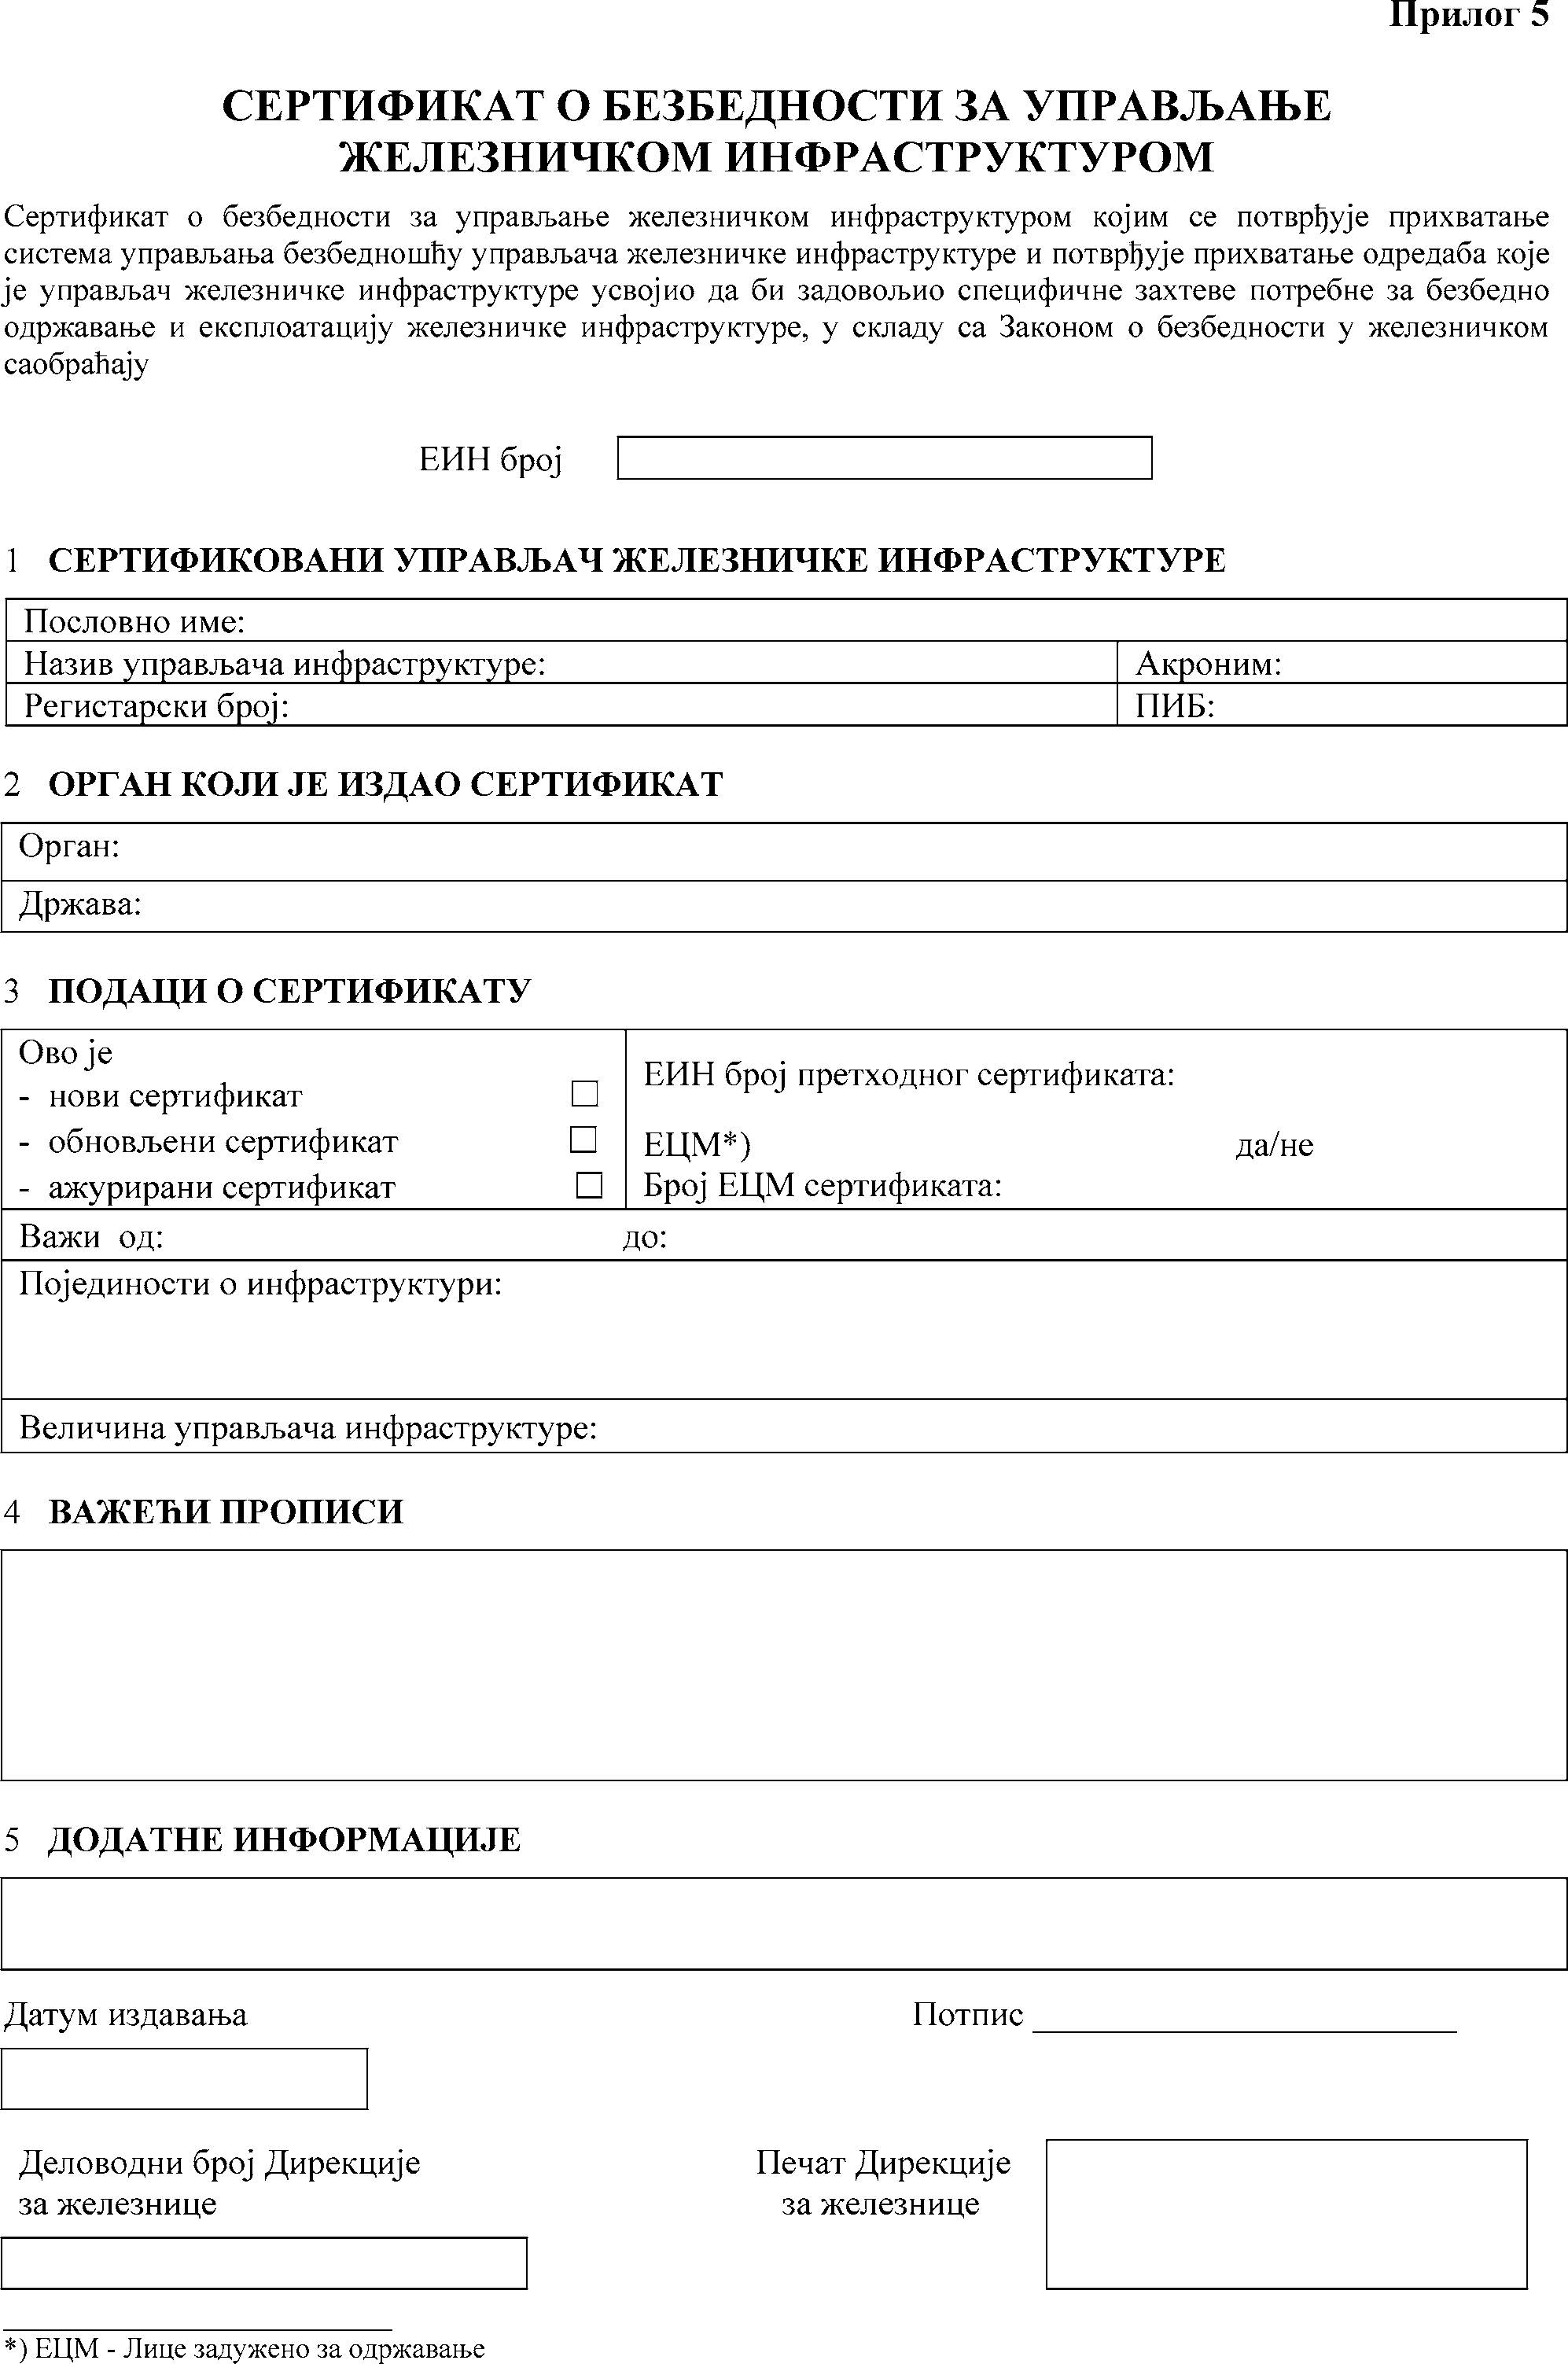 Прилог 5
СЕРТИФИКАТ О БЕЗБЕДНОСТИ ЗА УПРАВЉАЊЕ
ЖЕЛЕЗНИЧКОМ ИНФРАСТРУКТУРОМ
Сертификат о безбедности за управљање железничком инфраструктуром којим се потврђује прихватање
система управљања безбедношћу управљача железничке инфраструктуре и потврђује прихватање одредаба које
је управљач железничке инфраструктуре усвојио да би задовољио специфичне захтеве потребне за безбедно
одржавање и експлоатацију железничке инфраструктуре, у складу са Законом о безбедности у железничком
саобраћају
ЕИН број
1 СЕРТИФИКОВАНИ УПРАВЉАЧ ЖЕЛЕЗНИЧКЕ ИНФРАСТРУКТУРЕ
Пословно име:
Назив управљача инфраструктуре: Акроним:
Регистарски број: ПИБ:
2 ОРГАН КОЈИ ЈЕ ИЗДАО СЕРТИФИКАТ
Орган:
Држава:
3 ПОДАЦИ О СЕРТИФИКАТУ
Ово је
- нови сертификат
- обновљени сертификат
- ажурирани сертификат
ЕИН број претходног сертификата:
ЕЦМ*) да/не
Број ЕЦМ сертификата:
Важи од: до:
Појединости о инфраструктури:
Величина управљача инфраструктуре:
4 ВАЖЕЋИ ПРОПИСИ
5 ДОДАТНЕ ИНФОРМАЦИЈЕ
Датум издавања Потпис
Деловодни број Дирекције
за железнице
Печат Дирекције
за железнице
*) ЕЦМ - Лице задужено за одржавање